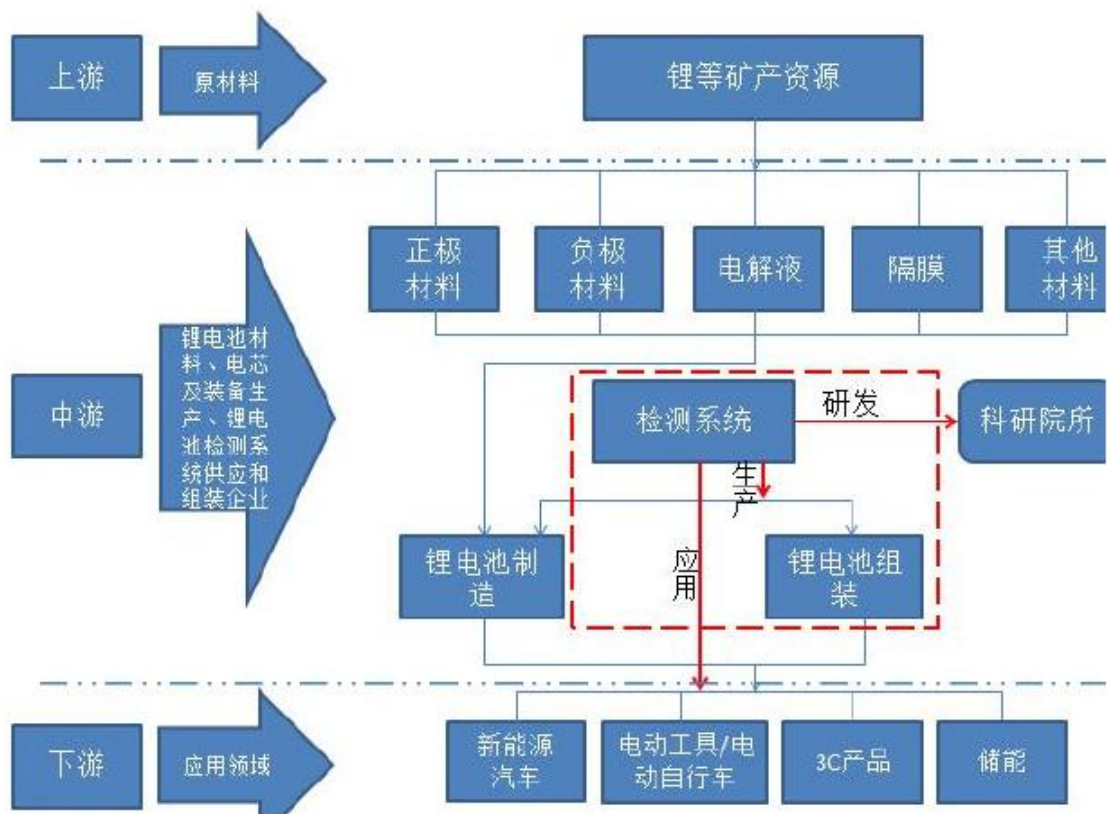 上游
原材料
锂等矿产资源
正极
材料
负极
材料
电解液
隔膜
其他
材料
中游
锂电池材
料、电芯
及装备生
产、锂电
池检测系
统供应和
组装企业
检测系统
研发
科研院所
生
产
应
用
锂电池制
造
锂电池组
装
下游
应用领域
新能源
汽车
电动工具/电
动自行车
3C产品
储能